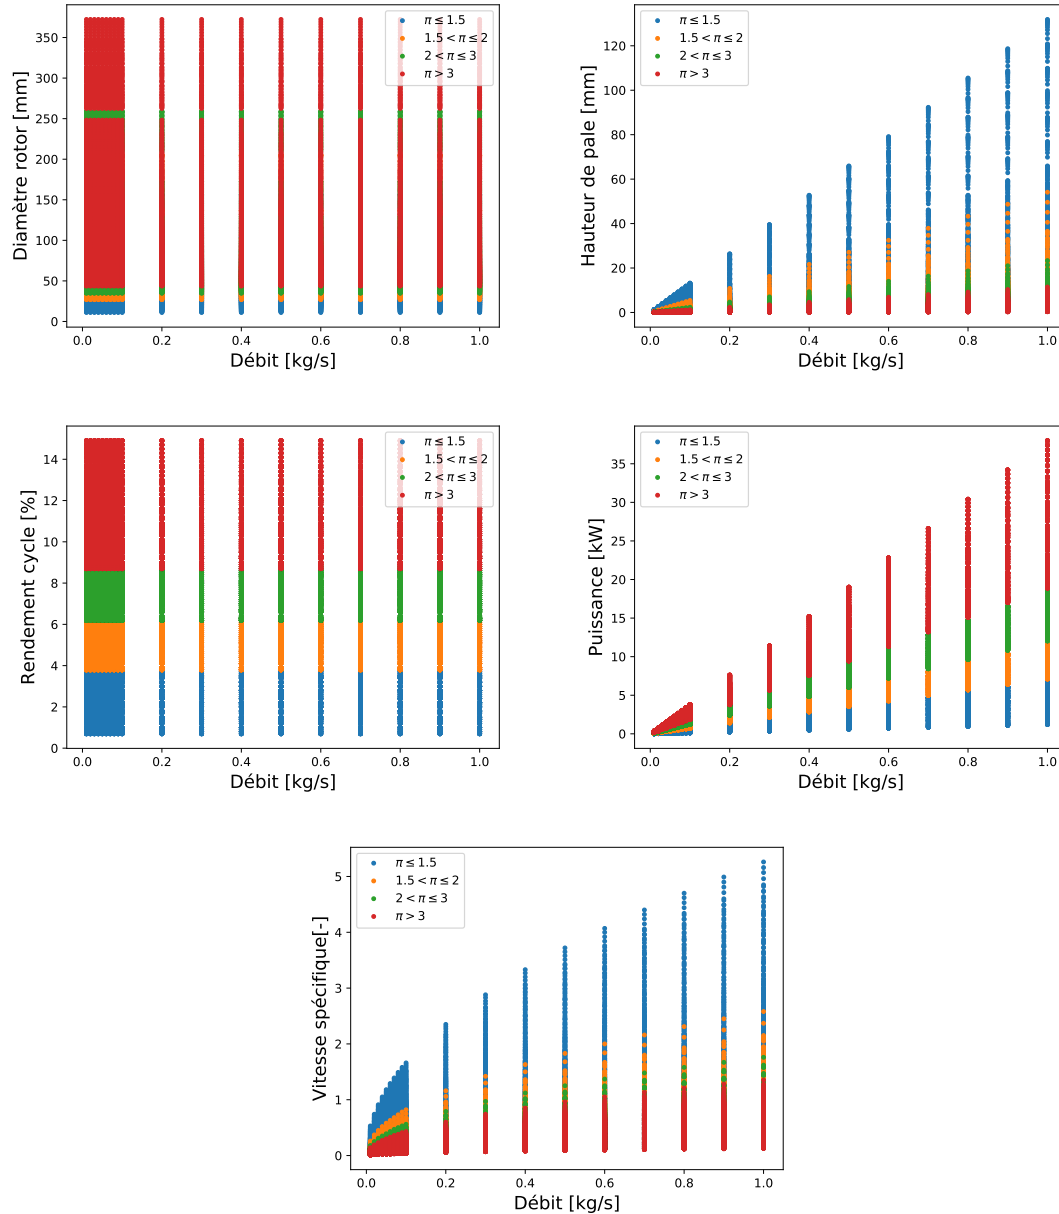 Diamètre rotor [mm]
350
300
250
200
150
100
50
0
0.0 0.2 0.4 0.6 0.8 1.0
Débit [kg/s]
π ≤ 1.5
1.5 < π ≤ 2
2 < π ≤ 3
π > 3
Hauteur de pale [mm]
120
100
80
60
40
20
0
0.0 0.2 0.4 0.6 0.8 1.0
Débit [kg/s]
π ≤ 1.5
1.5 < π ≤ 2
2 < π ≤ 3
π > 3
Rendement cycle [%]
14
12
10
8
6
4
2
0
0.0 0.2 0.4 0.6 0.8 1.0
Débit [kg/s]
π ≤ 1.5
1.5 < π ≤ 2
2 < π ≤ 3
π > 3
Puissance [kW]
35
30
25
20
15
10
5
0
0.0 0.2 0.4 0.6 0.8 1.0
Débit [kg/s]
π ≤ 1.5
1.5 < π ≤ 2
2 < π ≤ 3
π > 3
Vitesse spécifique[-]
5
4
3
2
1
0
0.0 0.2 0.4 0.6 0.8 1.0
Débit [kg/s]
π ≤ 1.5
1.5 < π ≤ 2
2 < π ≤ 3
π > 3